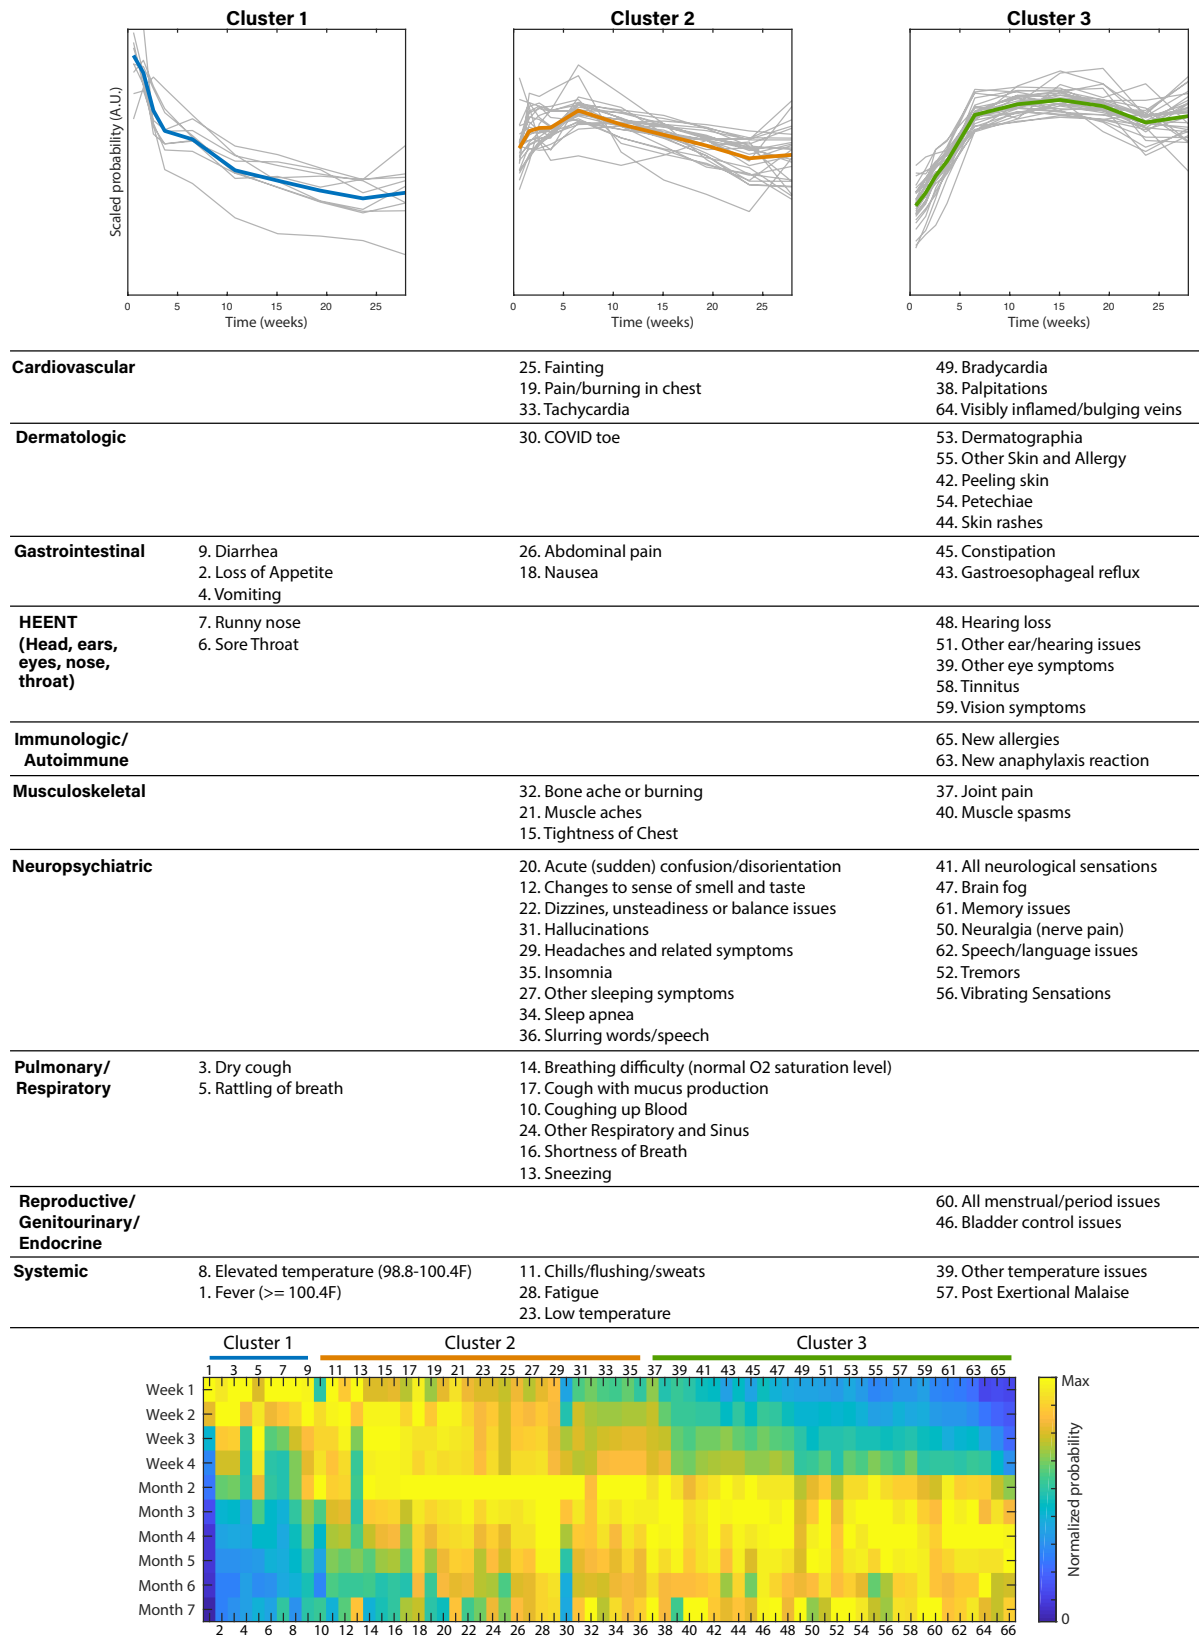 Cluster 1 Cluster 2 Cluster 3
Scaled probability (A.U.)
0 5 10 15 20 25 0 5 10 15 20 25 0 5 10 15 20 25
Time (weeks) Time (weeks) Time (weeks)
Cardiovascular 25. Fainting 49. Bradycardia
19. Pain/burning in chest 38. Palpitations
33. Tachycardia 64. Visibly inflamed/bulging veins
Dermatologic 30. COVID toe 53. Dermatographia
55. Other Skin and Allergy
42. Peeling skin
54. Petechiae
44. Skin rashes
Gastrointestinal 9. Diarrhea 26. Abdominal pain 45. Constipation
2. Loss of Appetite 18. Nausea 43. Gastroesophageal reflux
4. Vomiting
HEENT 7. Runny nose 48. Hearing loss
(Head, ears, 6. Sore Throat 51. Other ear/hearing issues
eyes, nose, 39. Other eye symptoms
throat) 58. Tinnitus
59. Vision symptoms
Immunologic/ 65. New allergies
Autoimmune 63. New anaphylaxis reaction
Musculoskeletal 32. Bone ache or burning 37. Joint pain
21. Muscle aches 40. Muscle spasms
15. Tightness of Chest
Neuropsychiatric 20. Acute (sudden) confusion/disorientation 41. All neurological sensations
12. Changes to sense of smell and taste 47. Brain fog
22. Dizzines, unsteadiness or balance issues 61. Memory issues
31. Hallucinations 50. Neuralgia (nerve pain)
29. Headaches and related symptoms 62. Speech/language issues
35. Insomnia 52. Tremors
27. Other sleeping symptoms 56. Vibrating Sensations
34. Sleep apnea
36. Slurring words/speech
Pulmonary/ 3. Dry cough 14. Breathing difficulty (normal O2 saturation level)
Respiratory 5. Rattling of breath 17. Cough with mucus production
10. Coughing up Blood
24. Other Respiratory and Sinus
16. Shortness of Breath
13. Sneezing
Reproductive/ 60. All menstrual/period issues
Genitourinary/ 46. Bladder control issues
Endocrine
Systemic 8. Elevated temperature (98.8-100.4F) 11. Chills/flushing/sweats 39. Other temperature issues
1. Fever (>= 100.4F) 28. Fatigue 57. Post Exertional Malaise
23. Low temperature
Cluster 1 Cluster 2 Cluster 3
1 3 5 7 9 11 13 15 17 19 21 23 25 27 29 31 33 35 37 39 41 43 45 47 49 51 53 55 57 59 61 63 65
Week 1
Week 2
Week 3
Week 4
Month 2
Month 3
Month 4
Month 5
Month 6
Month 7
2 4 6 8 10 12 14 16 18 20 22 24 26 28 30 32 34 36 38 40 42 44 46 48 50 52 54 56 58 60 62 64 66
Max
Normalized probability
0